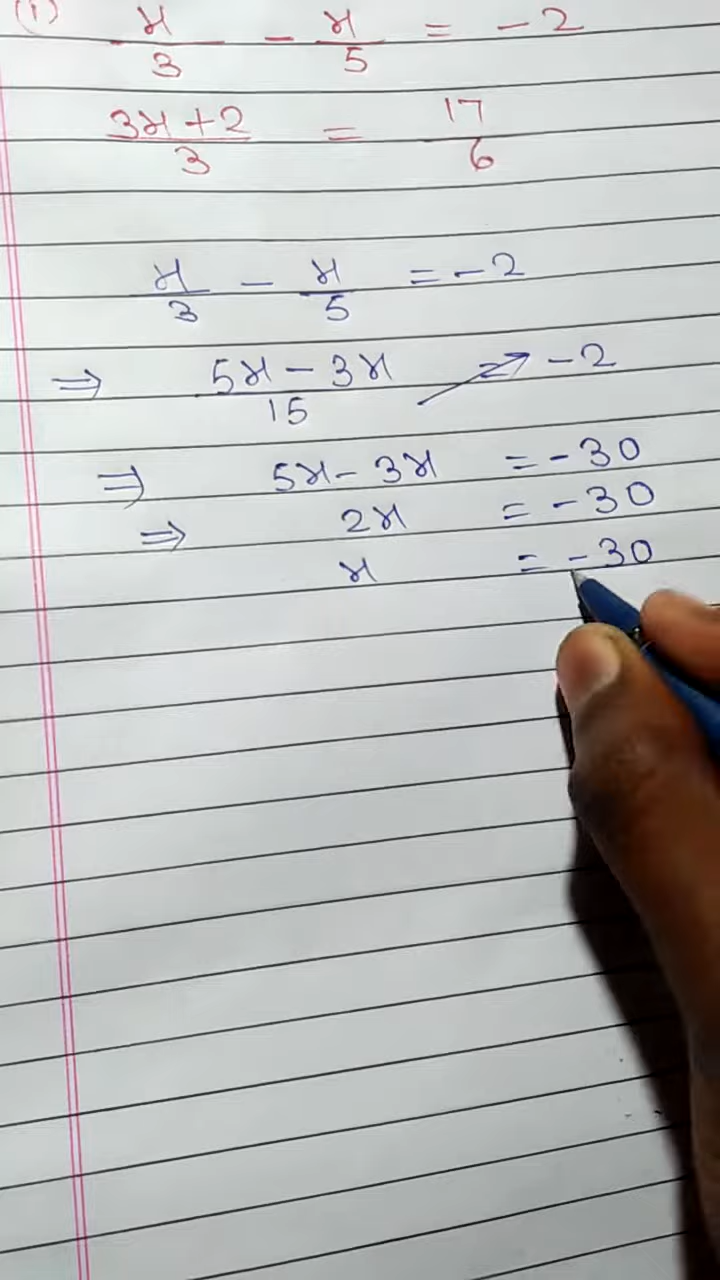 (1) x/3 - x/5 = -2
(3x+2)/3 = 17/6
x/3 - x/5 = -2
⇒ (5x - 3x)/15 = -2
⇒ 5x - 3x = -30
⇒ 2x = -30
x = -30